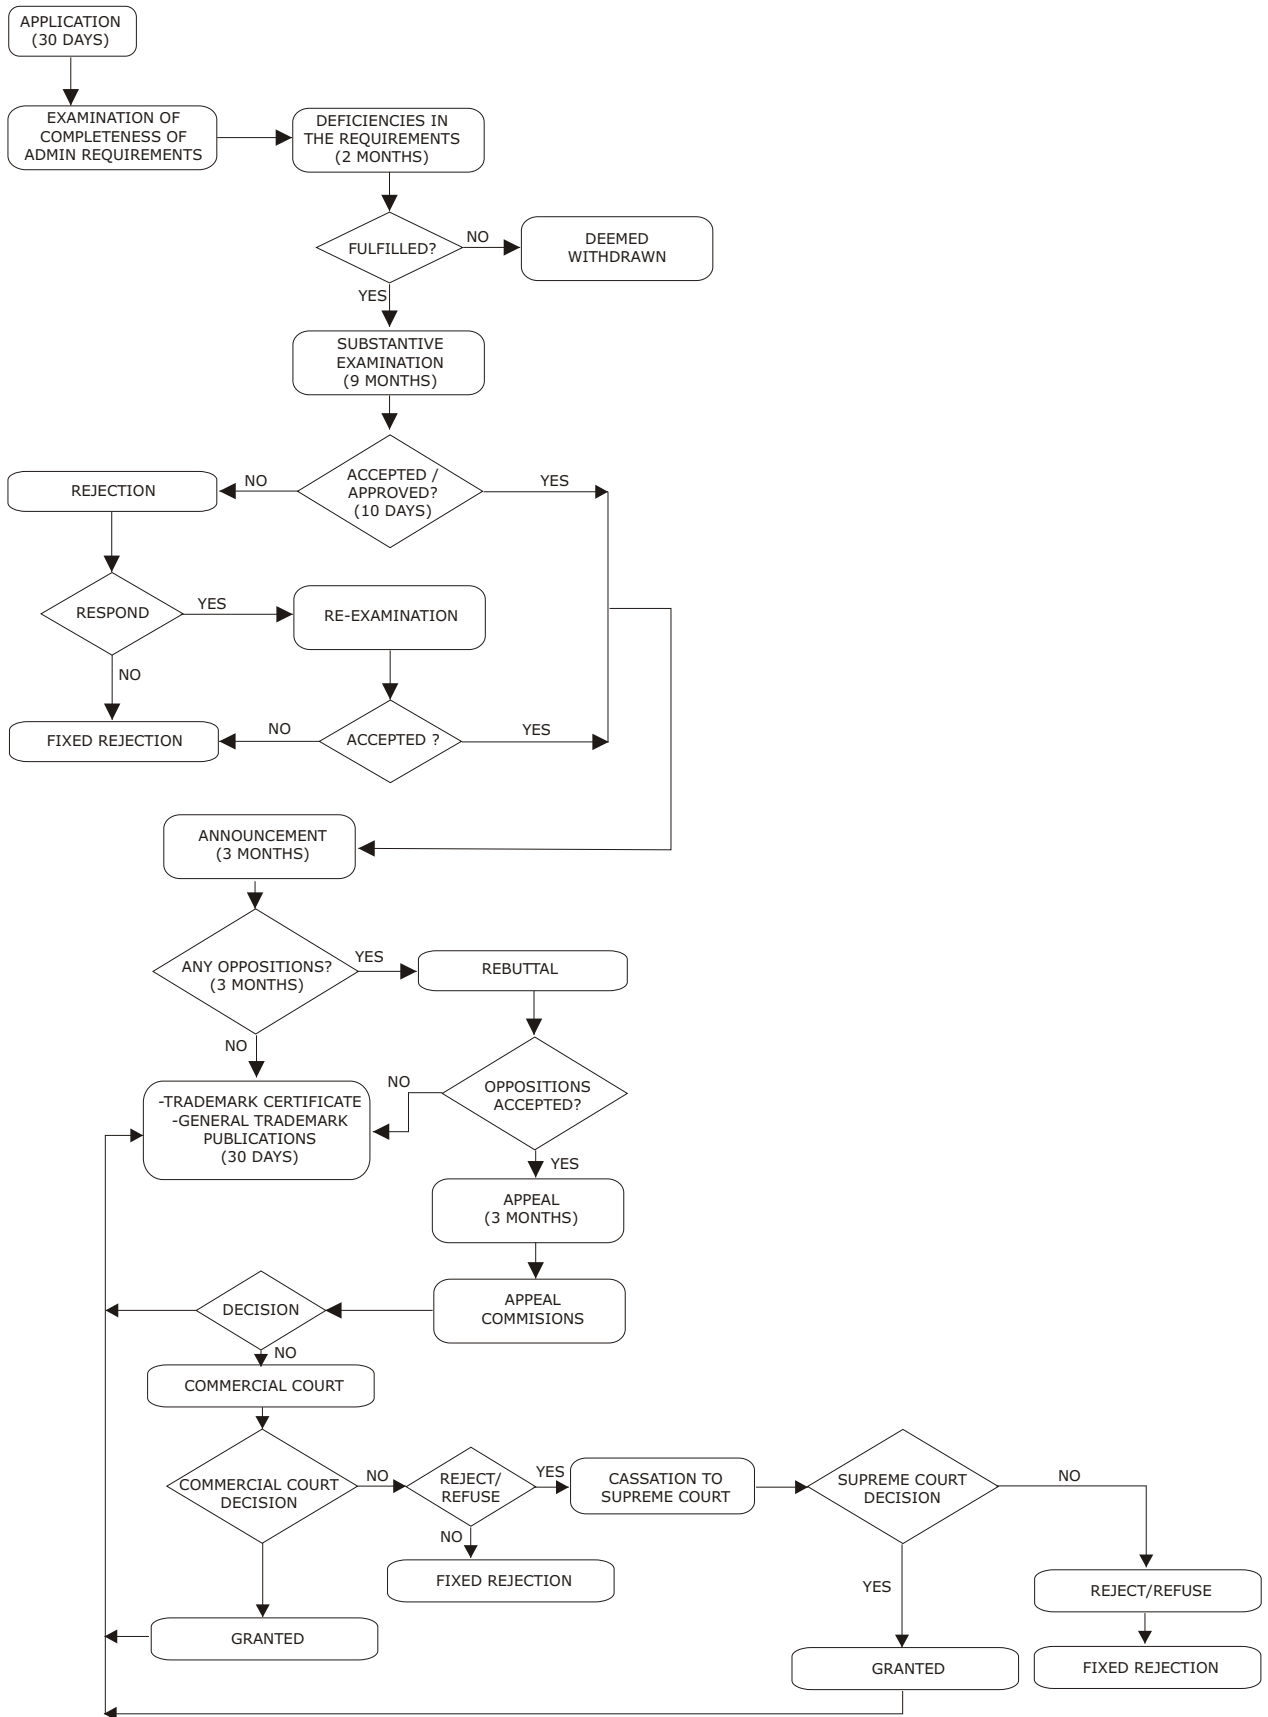 APPLICATION
(30 DAYS)
EXAMINATION OF
COMPLETENESS OF
ADMIN REQUIREMENTS
DEFICIENCIES IN
THE REQUIREMENTS
(2 MONTHS)
FULFILLED?
NO
DEEMED
WITHDRAWN
YES
SUBSTANTIVE
EXAMINATION
(9 MONTHS)
ACCEPTED /
APPROVED?
(10 DAYS)
NO
YES
REJECTION
RESPOND
YES
RE-EXAMINATION
NO
FIXED REJECTION
NO
ACCEPTED ?
YES
ANNOUNCEMENT
(3 MONTHS)
ANY OPPOSITIONS?
(3 MONTHS)
YES
REBUTTAL
NO
OPPOSITIONS
ACCEPTED?
NO
-TRADEMARK CERTIFICATE
-GENERAL TRADEMARK
PUBLICATIONS
(30 DAYS)
YES
APPEAL
(3 MONTHS)
APPEAL
COMMISIONS
DECISION
NO
COMMERCIAL COURT
COMMERCIAL COURT
DECISION
NO
REJECT/
REFUSE
YES
CASSATION TO
SUPREME COURT
SUPREME COURT
DECISION
NO
NO
FIXED REJECTION
YES
REJECT/REFUSE
GRANTED
GRANTED
FIXED REJECTION